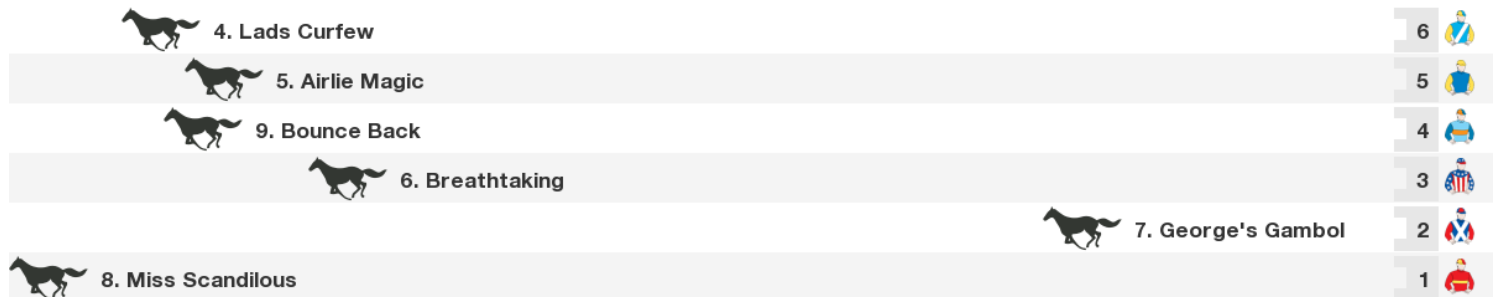 4. Lads Curfew 6
5. Airlie Magic 5
9. Bounce Back 4
6. Breathtaking 3
7. George's Gambol 2
8. Miss Scandilous 1